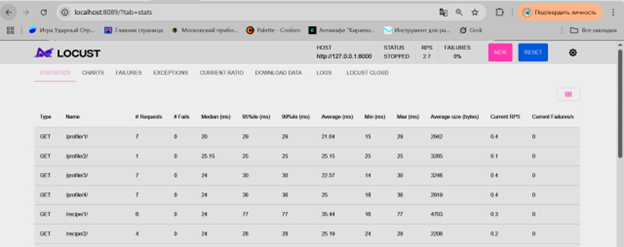 localhost:8089/?tab=stats
Подтвердить личность
Игра Ударный Отр...
Главная страница
Московский прибо...
Palette - Coolors
Антикафе "Кирилы...
Инструмент для ра...
Grok
Все закладки
LOCUST
HOST
http://127.0.0.1:8000
STATUS
STOPPED
RPS
2.7
FAILURES
0%
NEW
RESET
STATISTICS CHARTS FAILURES EXCEPTIONS CURRENT RATIO DOWNLOAD DATA LOGS LOCUST CLOUD
Type Name # Requests # Fails Median (ms) 95%ile (ms) 99%ile (ms) Average (ms) Min (ms) Max (ms) Average size (bytes) Current RPS Current Failures/s
GET /profile/1/ 7 0 20 29 29 21.04 15 29 2942 0.4 0
GET /profile/2/ 1 0 25.15 25 25 25.15 25 25 3285 0.1 0
GET /profile/3/ 7 0 24 30 30 22.57 14 30 3248 0.4 0
GET /profile/4/ 7 0 24 36 36 25 18 36 2919 0.4 0
GET /recipe/1/ 6 0 24 77 77 35.44 16 77 4703 0.3 0
GET /recipe/2/ 4 0 24 28 28 25.19 24 28 2208 0.2 0